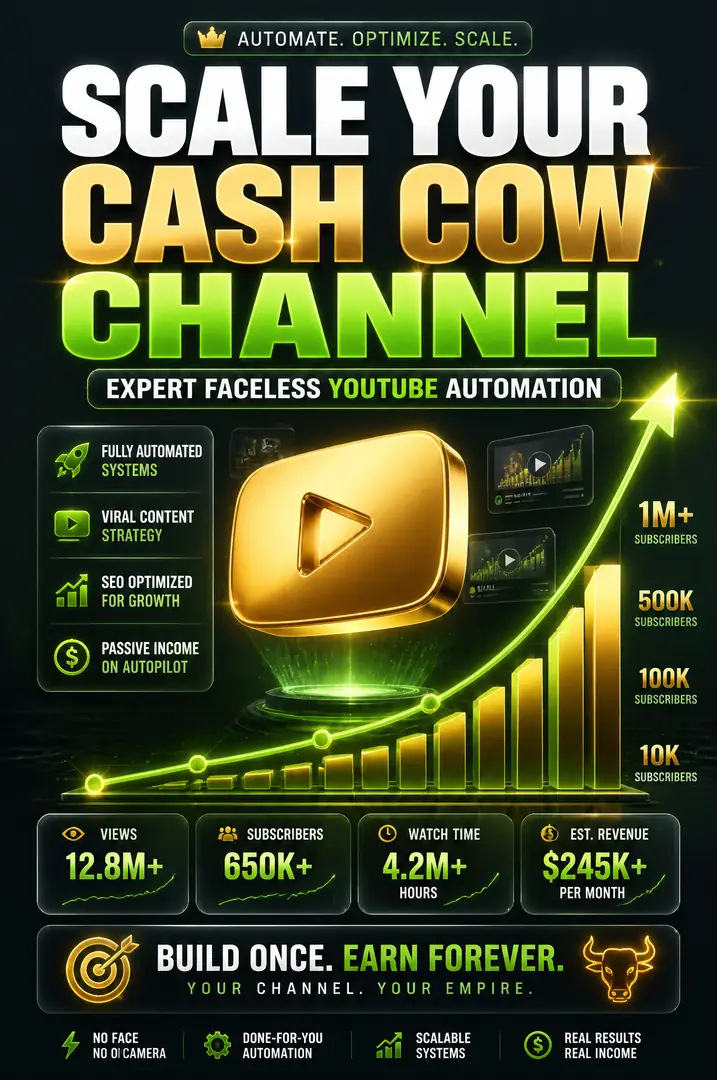 AUTOMATE. OPTIMIZE. SCALE.
SCALE YOUR
CASH COW
CHANNEL
EXPERT FACELESS YOUTUBE AUTOMATION
FULLY AUTOMATED
SYSTEMS
VIRAL CONTENT
STRATEGY
SEO OPTIMIZED
FOR GROWTH
PASSIVE INCOME
ON AUTOPILOT
1M+
SUBSCRIBERS
500K
SUBSCRIBERS
100K
SUBSCRIBERS
10K
SUBSCRIBERS
VIEWS
12.8M+
SUBSCRIBERS
650K+
WATCH TIME
4.2M+
HOURS
EST. REVENUE
$245K+
PER MONTH
BUILD ONCE. EARN FOREVER.
YOUR CHANNEL. YOUR EMPIRE.
NO FACE
NO CAMERA
DONE-FOR-YOU
AUTOMATION
SCALABLE
SYSTEMS
REAL RESULTS
REAL INCOME